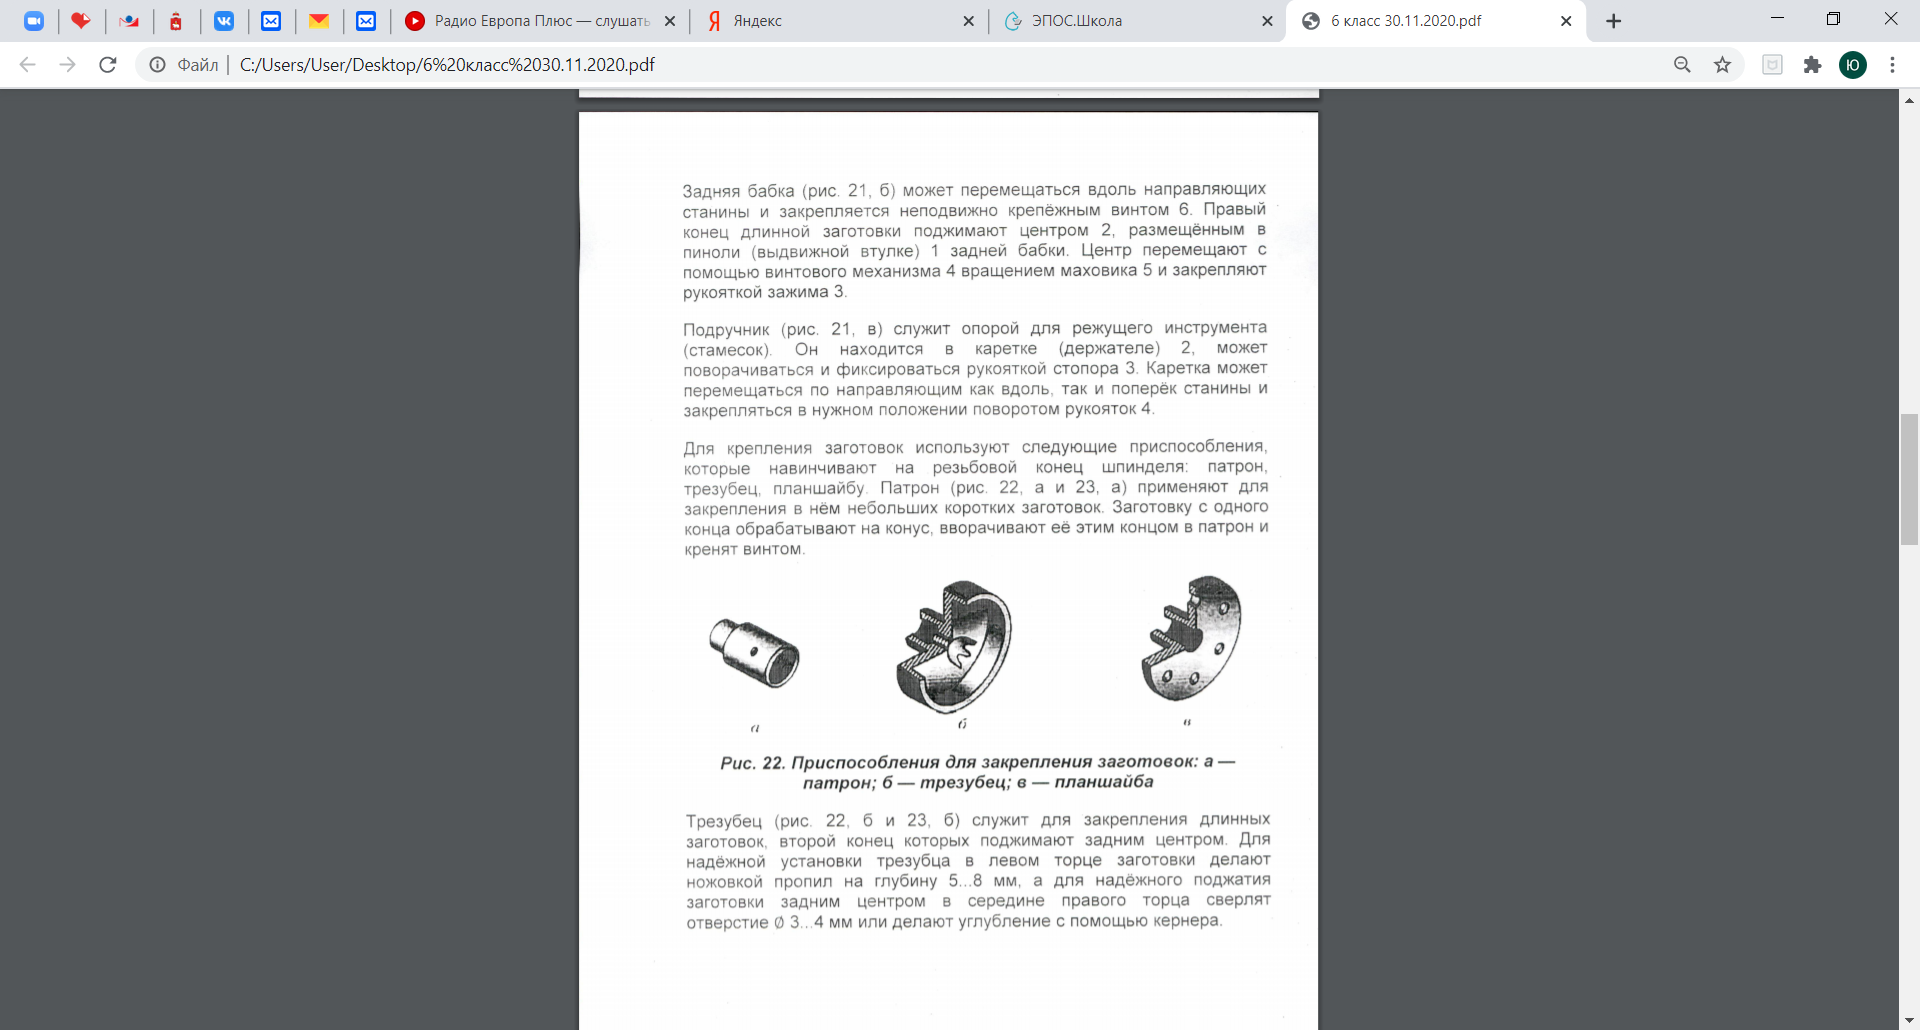 Радио Европа Плюс — слушать
Яндекс
ЭПОС.Школа
6 класс 30.11.2020.pdf
Файл
C:/Users/User/Desktop/6%20класс%2030.11.2020.pdf
Ю
Задняя бабка (рис. 21, б) может перемещаться вдоль направляющих
станины и закрепляется неподвижно крепёжным винтом 6. Правый
конец длинной заготовки поджимают центром 2, размещённым в
пиноли (выдвижной втулке) 1 задней бабки. Центр перемещают с
помощью винтового механизма 4 вращением маховика 5 и закрепляют
рукояткой зажима 3.
Подручник (рис. 21, в) служит опорой для режущего инструмента
(стамесок). Он находится в каретке (держателе) 2, может
поворачиваться и фиксироваться рукояткой стопора 3. Каретка может
перемещаться по направляющим как вдоль, так и поперёк станины и
закрепляться в нужном положении поворотом рукояток 4.
Для крепления заготовок используют следующие приспособления,
которые навинчивают на резьбовой конец шпинделя: патрон,
трезубец, планшайбу. Патрон (рис. 22, а и 23, а) применяют для
закрепления в нём небольших коротких заготовок. Заготовку с одного
конца обрабатывают на конус, вворачивают её этим концом в патрон и
кренят винтом.
а
б
в
Рис. 22. Приспособления для закрепления заготовок: а —
патрон; б — трезубец; в — планшайба
Трезубец (рис. 22, б и 23, б) служит для закрепления длинных
заготовок, второй конец которых поджимают задним центром. Для
надёжной установки трезубца в левом торце заготовки делают
ножовкой пропил на глубину 5...8 мм, а для надёжного поджатия
заготовки задним центром в середине правого торца сверлят
отверстие ∅ 3...4 мм или делают углубление с помощью кернера.